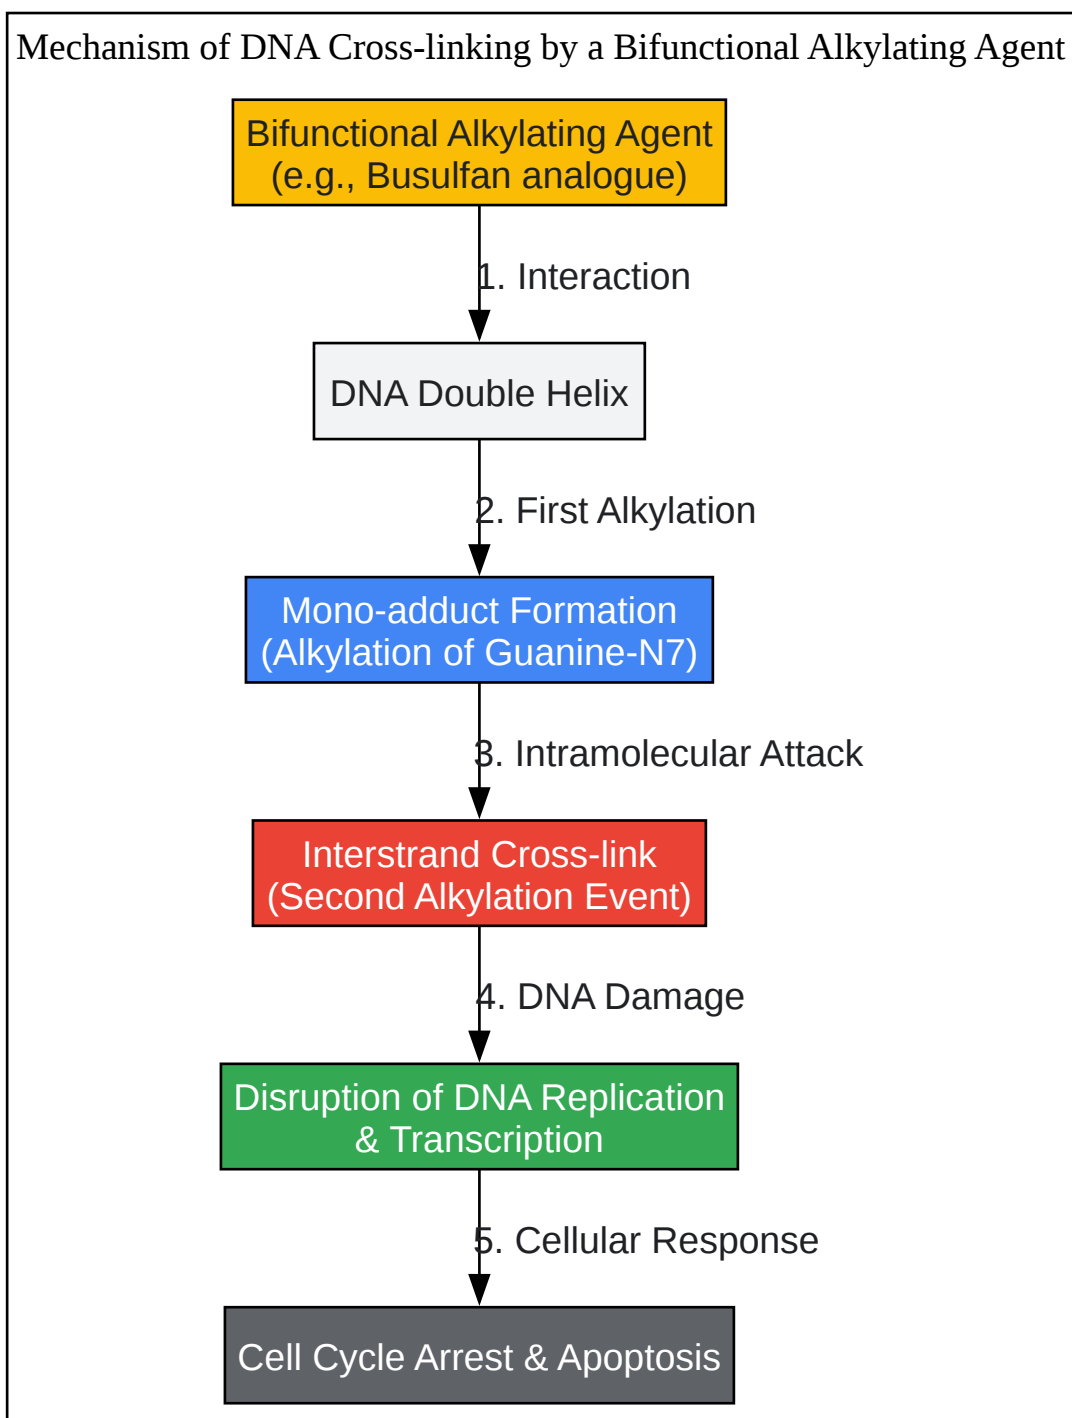 Mechanism of DNA Cross-linking by a Bifunctional Alkylating Agent
Bifunctional Alkylating Agent
(e.g., Busulfan analogue)
1. Interaction
DNA Double Helix
2. First Alkylation
Mono-adduct Formation
(Alkylation of Guanine-N7)
3. Intramolecular Attack
Interstrand Cross-link
(Second Alkylation Event)
4. DNA Damage
Disruption of DNA Replication
& Transcription
5. Cellular Response
Cell Cycle Arrest & Apoptosis